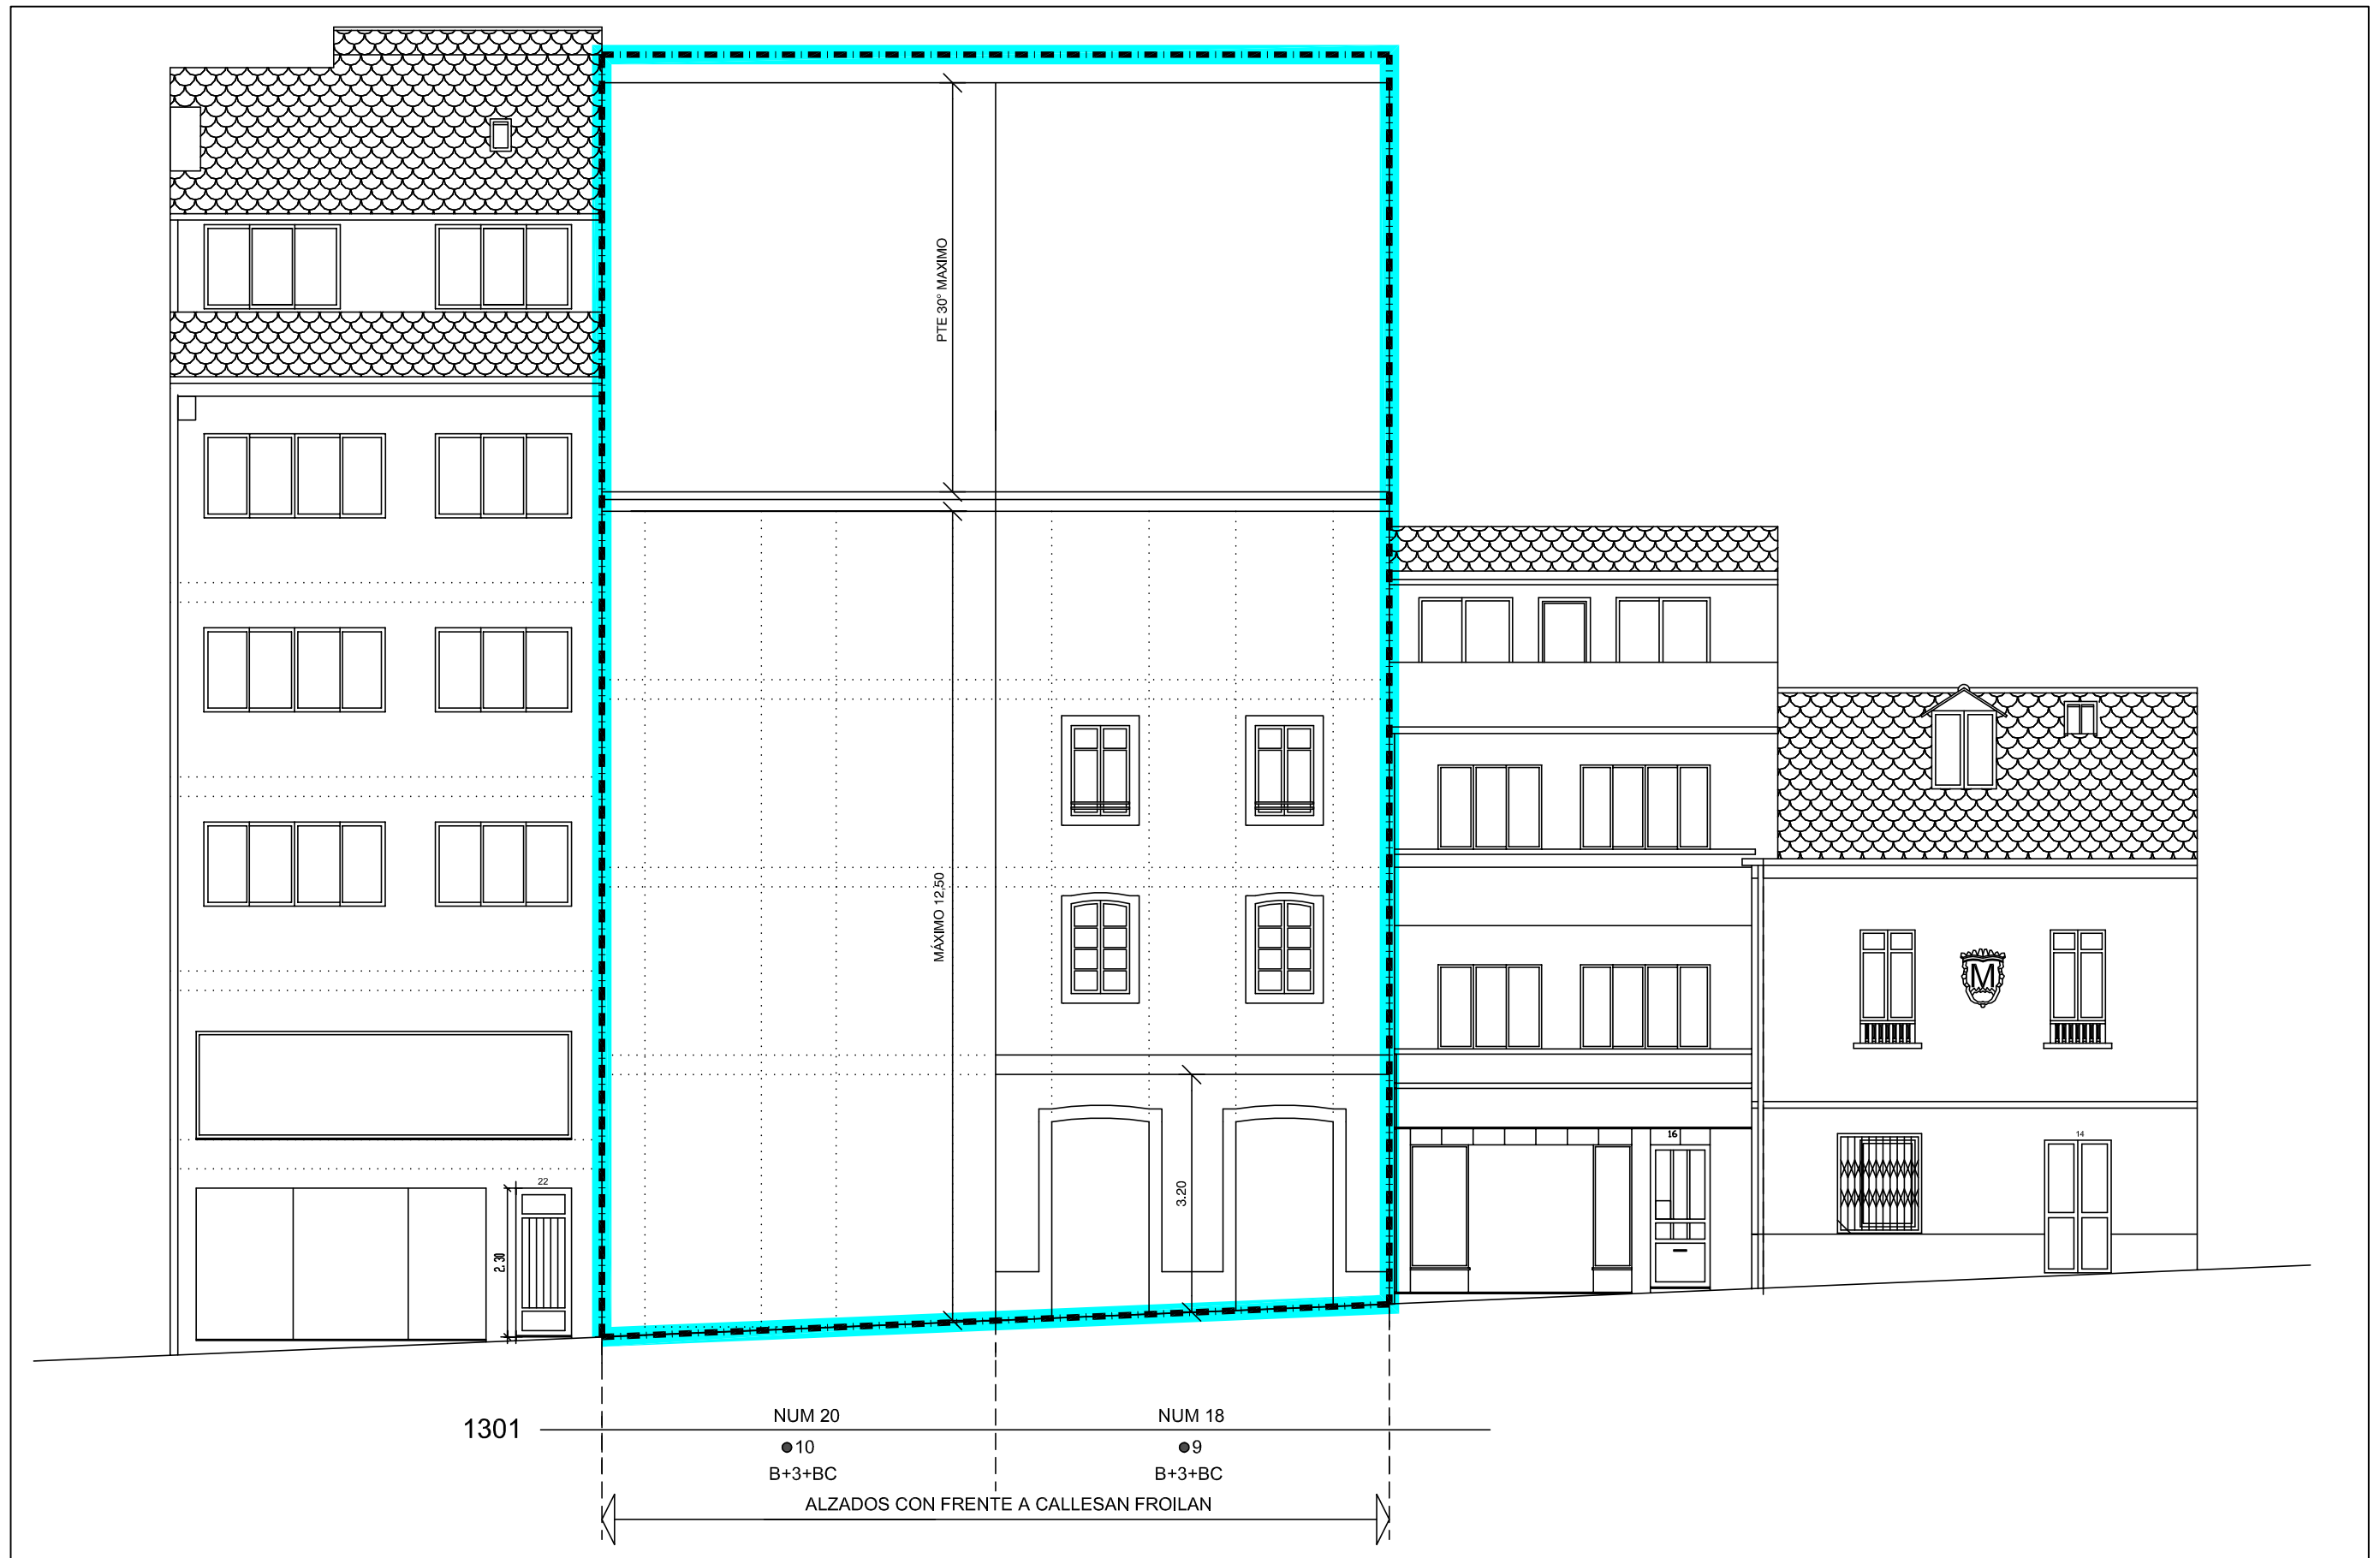 PTE 30° MAXIMO
MÁXIMO 12,50
M
16
14
22
3.20
2.30
1301
NUM 20
NUM 18
10
9
B+3+BC
B+3+BC
ALZADOS CON FRENTE A CALLESAN FROILAN